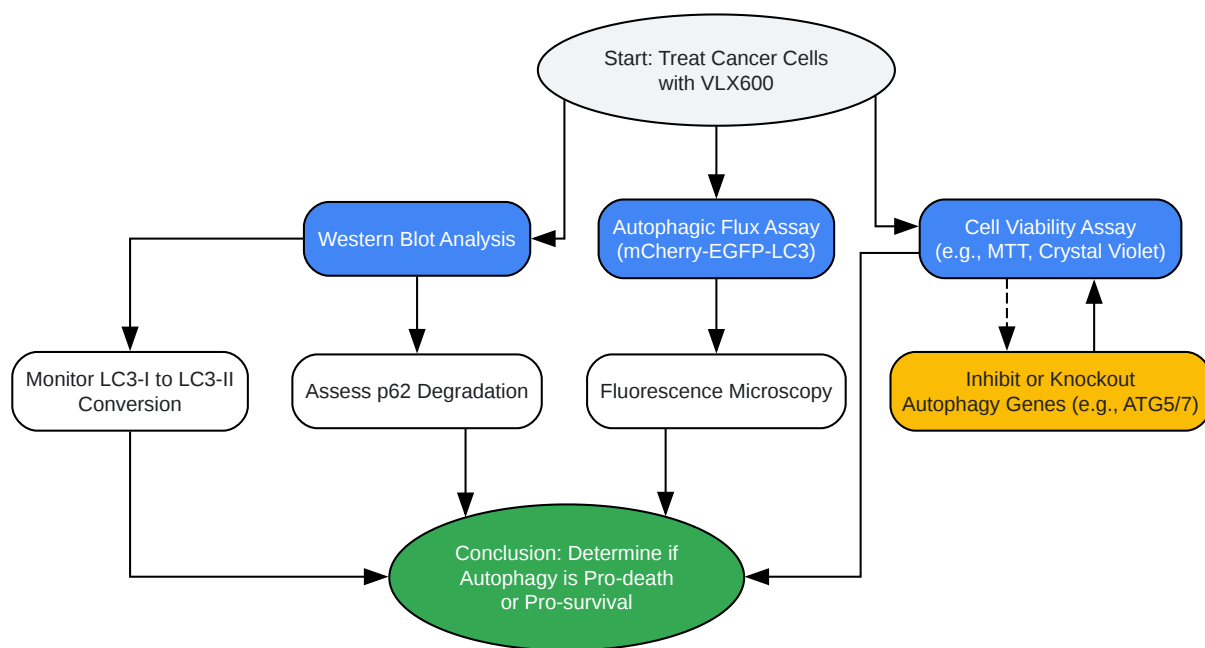 Start: Treat Cancer Cells
with VLX600
Western Blot Analysis
Autophagic Flux Assay
(mCherry-EGFP-LC3)
Cell Viability Assay
(e.g., MTT, Crystal Violet)
Monitor LC3-I to LC3-II
Conversion
Assess p62 Degradation
Fluorescence Microscopy
Inhibit or Knockout
Autophagy Genes (e.g., ATG5/7)
Conclusion: Determine if
Autophagy is Pro-death
or Pro-survival